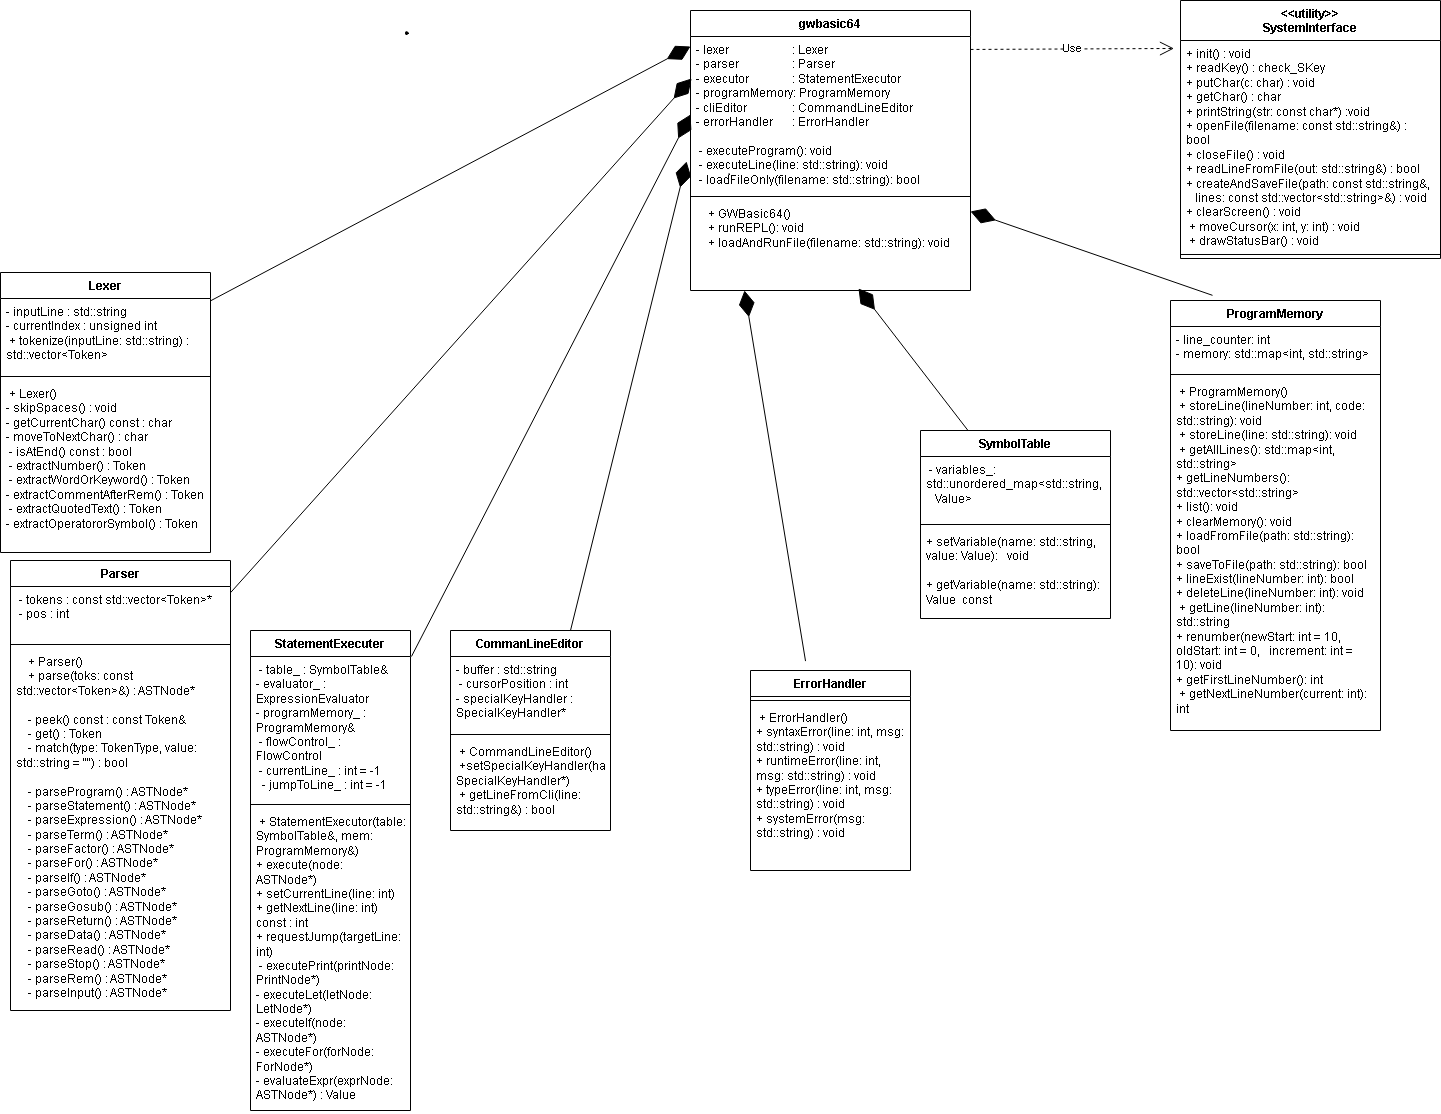 gwbasic64
- lexer : Lexer
- parser : Parser
- executor : StatementExecutor
- programMemory: ProgramMemory
- cliEditor : CommandLineEditor
- errorHandler : ErrorHandler
- executeProgram(): void
- executeLine(line: std::string): void
- loadFileOnly(filename: std::string): bool
+ GWBasic64()
+ runREPL(): void
+ loadAndRunFile(filename: std::string): void
Use
<<utility>>
SystemInterface
+ init() : void
+ readKey() : check_SKey
+ putChar(c: char) : void
+ getChar() : char
+ printString(str: const char*) :void
+ openFile(filename: const std::string&) :
bool
+ closeFile() : void
+ readLineFromFile(out: std::string&) : bool
+ createAndSaveFile(path: const std::string&,
lines: const std::vector<std::string>&) : void
+ clearScreen() : void
+ moveCursor(x: int, y: int) : void
+ drawStatusBar() : void
Lexer
- inputLine : std::string
- currentIndex : unsigned int
+ tokenize(inputLine: std::string) :
std::vector<Token>
+ Lexer()
- skipSpaces() : void
- getCurrentChar() const : char
- moveToNextChar() : char
- isAtEnd() const : bool
- extractNumber() : Token
- extractWordOrKeyword() : Token
- extractCommentAfterRem() : Token
- extractQuotedText() : Token
- extractOperatororSymbol() : Token
Parser
- tokens : const std::vector<Token>*
- pos : int
+ Parser()
+ parse(toks: const
std::vector<Token>&) : ASTNode*
- peek() const : const Token&
- get() : Token
- match(type: TokenType, value:
std::string = "") : bool
- parseProgram() : ASTNode*
- parseStatement() : ASTNode*
- parseExpression() : ASTNode*
- parseTerm() : ASTNode*
- parseFactor() : ASTNode*
- parseFor() : ASTNode*
- parseIf() : ASTNode*
- parseGoto() : ASTNode*
- parseGosub() : ASTNode*
- parseReturn() : ASTNode*
- parseData() : ASTNode*
- parseRead() : ASTNode*
- parseStop() : ASTNode*
- parseRem() : ASTNode*
- parseInput() : ASTNode*
StatementExecuter
- table_ : SymbolTable&
- evaluator_ :
ExpressionEvaluator
- programMemory_ :
ProgramMemory&
- flowControl_ :
FlowControl
- currentLine_ : int = -1
- jumpToLine_ : int = -1
+ StatementExecutor(table:
SymbolTable&, mem:
ProgramMemory&)
+ execute(node:
ASTNode*)
+ setCurrentLine(line: int)
+ getNextLine(line: int)
const : int
+ requestJump(targetLine:
int)
- executePrint(printNode:
PrintNode*)
- executeLet(letNode:
LetNode*)
- executeIf(node:
ASTNode*)
- executeFor(forNode:
ForNode*)
- evaluateExpr(exprNode:
ASTNode*) : Value
CommanLineEditor
- buffer : std::string
- cursorPosition : int
- specialKeyHandler :
SpecialKeyHandler*
+ CommandLineEditor()
+setSpecialKeyHandler(ha
SpecialKeyHandler*)
+ getLineFromCli(line:
std::string&) : bool
ErrorHandler
+ ErrorHandler()
+ syntaxError(line: int, msg:
std::string) : void
+ runtimeError(line: int,
msg: std::string) : void
+ typeError(line: int, msg:
std::string) : void
+ systemError(msg:
std::string) : void
SymbolTable
- variables_:
std::unordered_map<std::string,
Value>
+ setVariable(name: std::string,
value: Value): void
+ getVariable(name: std::string):
Value const
ProgramMemory
- line_counter: int
- memory: std::map<int, std::string>
+ ProgramMemory()
+ storeLine(lineNumber: int, code:
std::string): void
+ storeLine(line: std::string): void
+ getAllLines(): std::map<int,
std::string>
+ getLineNumbers():
std::vector<std::string>
+ list(): void
+ clearMemory(): void
+ loadFromFile(path: std::string):
bool
+ saveToFile(path: std::string): bool
+ lineExist(lineNumber: int): bool
+ deleteLine(lineNumber: int): void
+ getLine(lineNumber: int):
std::string
+ renumber(newStart: int = 10,
oldStart: int = 0, increment: int =
10): void
+ getFirstLineNumber(): int
+ getNextLineNumber(current: int):
int